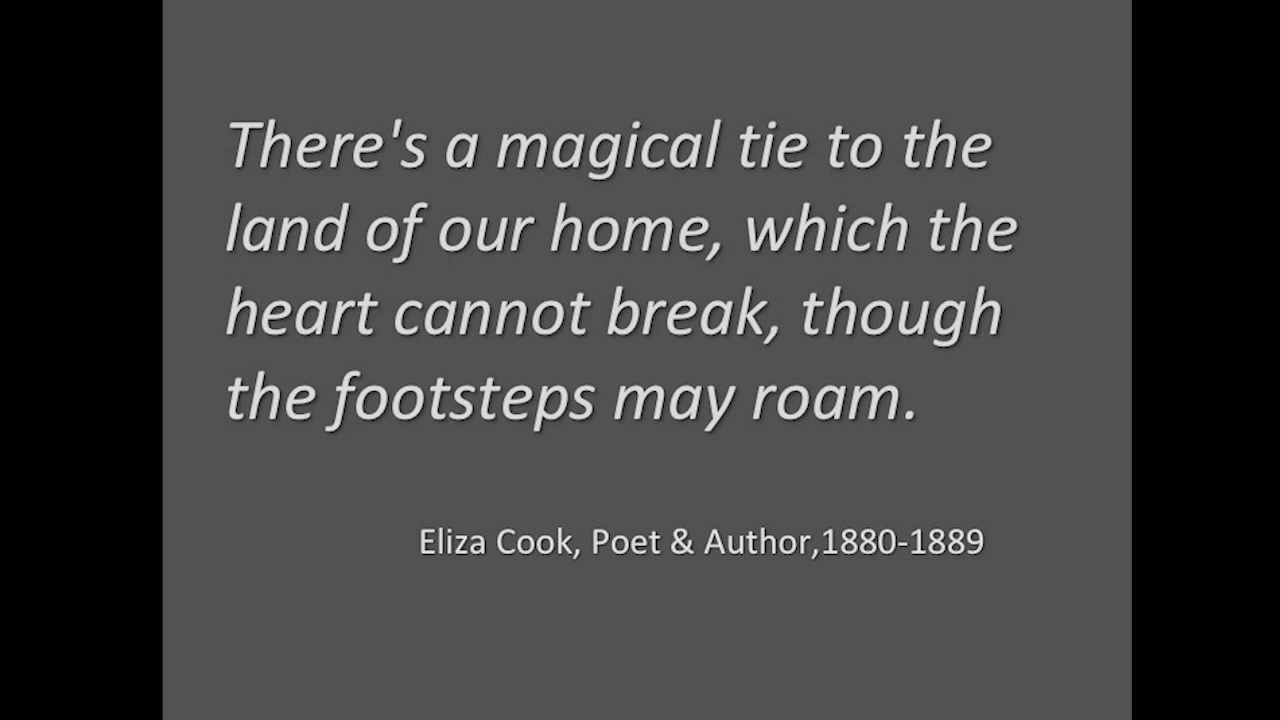 There's a magical tie to the
land of our home, which the
heart cannot break, though
the footsteps may roam.
Eliza Cook, Poet & Author,1880-1889